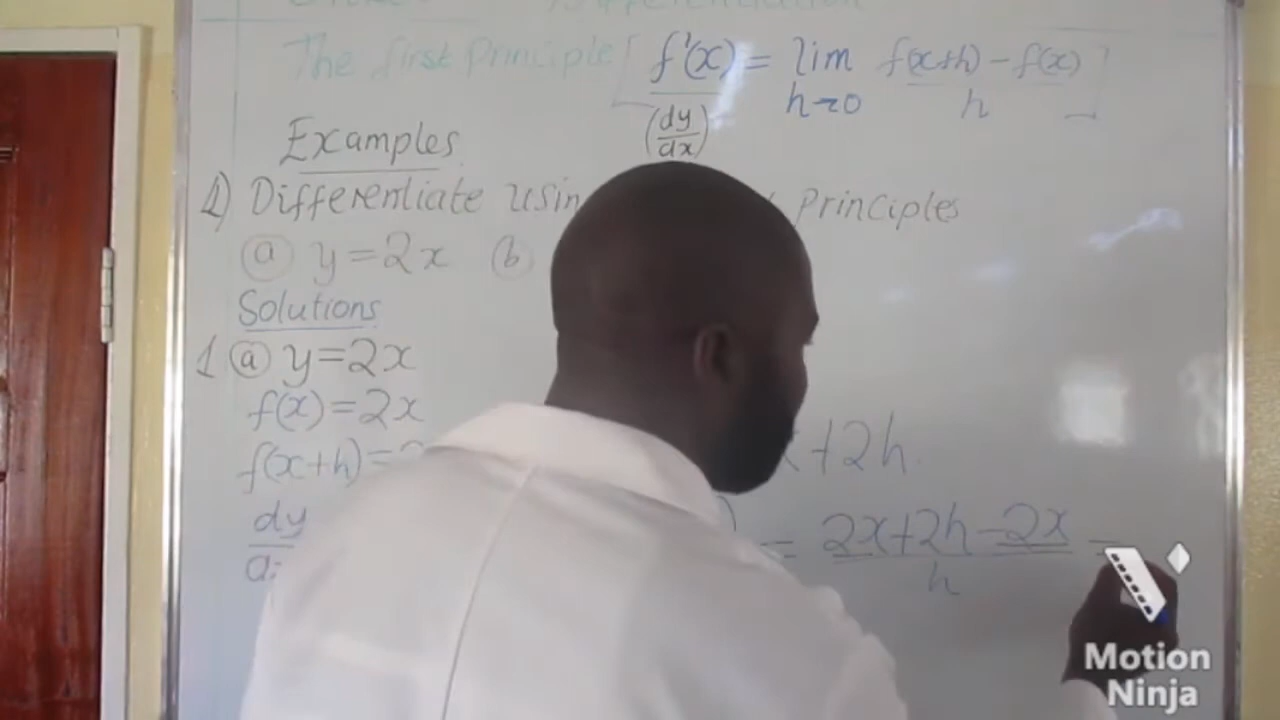 Differentiation
The first Principle [ f'(x) = lim f(x+h) - f(x) ]
h→0 h
(dy/dx)
Examples
1) Differentiate Principles
(a) y=2x (b)
Solutions
1 (a) y=2x
f(x)=2x
f(x+h)= +2h
dy = 2x+2h-2x =
h
Motion
Ninja